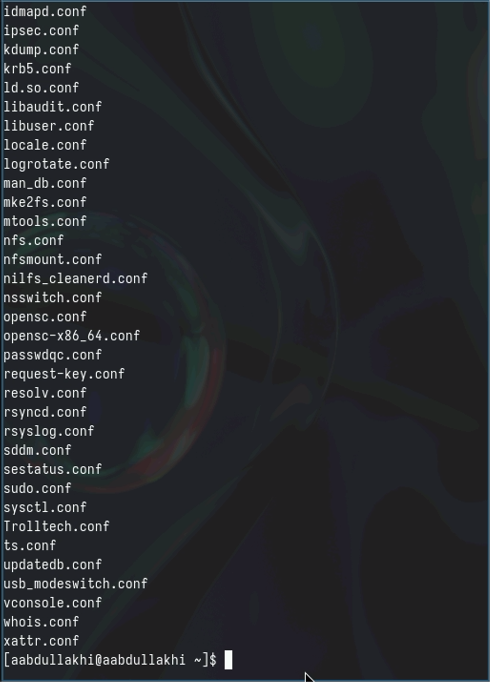 idmapd.conf
ipsec.conf
kdump.conf
krb5.conf
ld.so.conf
libaudit.conf
libuser.conf
locale.conf
logrotate.conf
man_db.conf
mke2fs.conf
mtools.conf
nfs.conf
nfsmount.conf
nilfs_cleanerd.conf
nsswitch.conf
opensc.conf
opensc-x86_64.conf
passwdqc.conf
request-key.conf
resolv.conf
rsyncd.conf
rsyslog.conf
sddm.conf
sestatus.conf
sudo.conf
sysctl.conf
Trolltech.conf
ts.conf
updatedb.conf
usb_modeswitch.conf
vconsole.conf
whois.conf
xattr.conf
[aabdullakhi@aabdullakhi ~]$